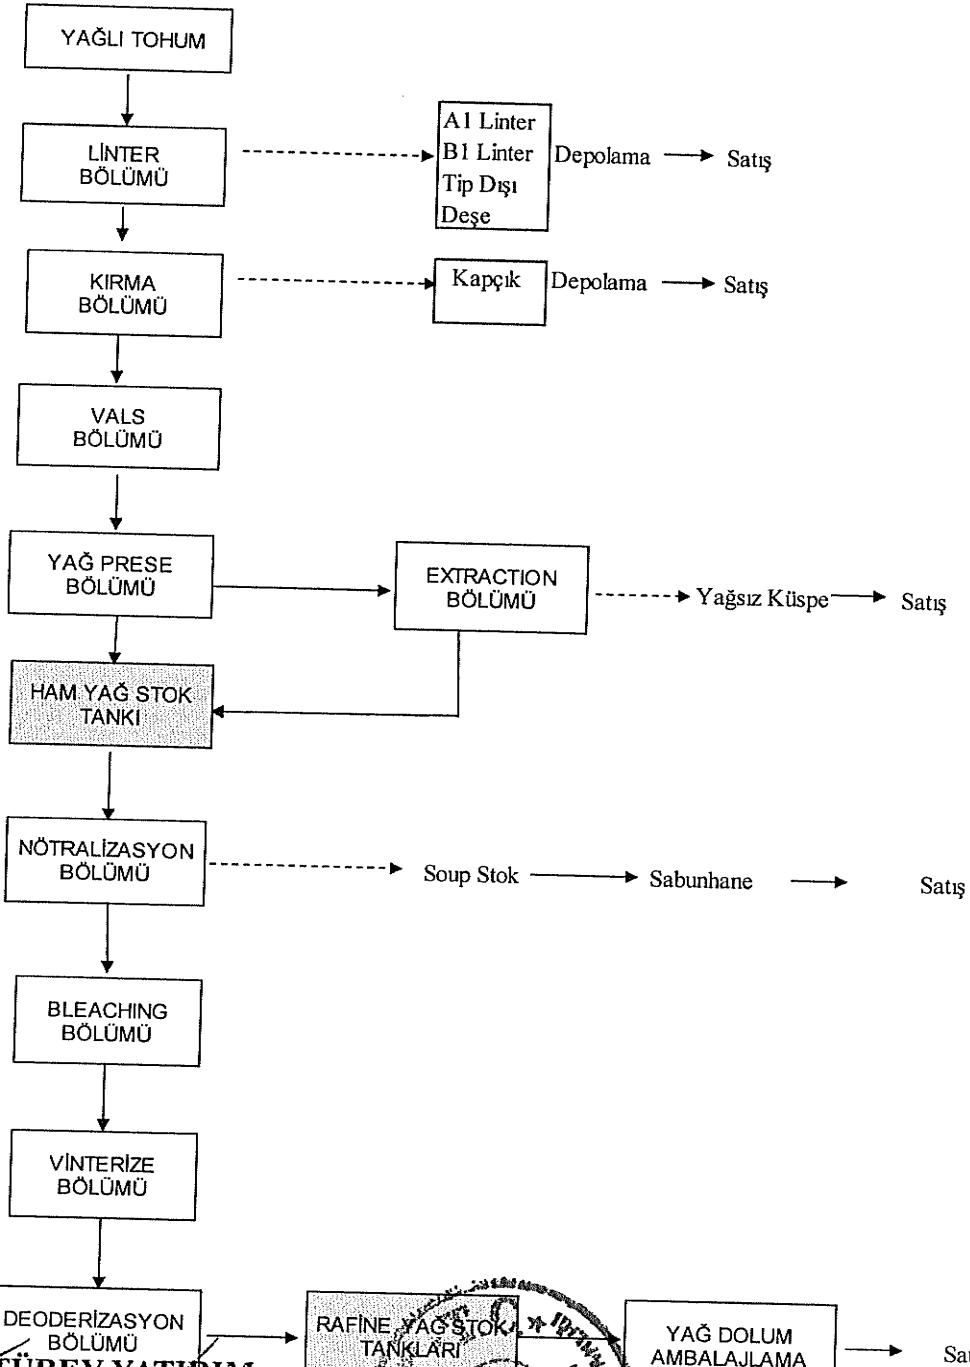 YAĞLI TOHUM
LİNTER
BÖLÜMÜ
A1 Linter
B1 Linter
Tip Dışı
Deşe
Depolama
Satış
KIRMA
BÖLÜMÜ
Kapçık
Depolama
Satış
VALS
BÖLÜMÜ
YAĞ PRESE
BÖLÜMÜ
EXTRACTION
BÖLÜMÜ
Yağsız Küspe
Satış
HAM YAĞ STOK
TANKI
NÖTRALİZASYON
BÖLÜMÜ
Soup Stok
Sabunhane
Satış
BLEACHING
BÖLÜMÜ
VİNTERİZE
BÖLÜMÜ
DEODERİZASYON
BÖLÜMÜ
RAFİNE YAĞ STOK
TANKLARI
YAĞ DOLUM
AMBALAJLAMA
TÜREV YATIRIM